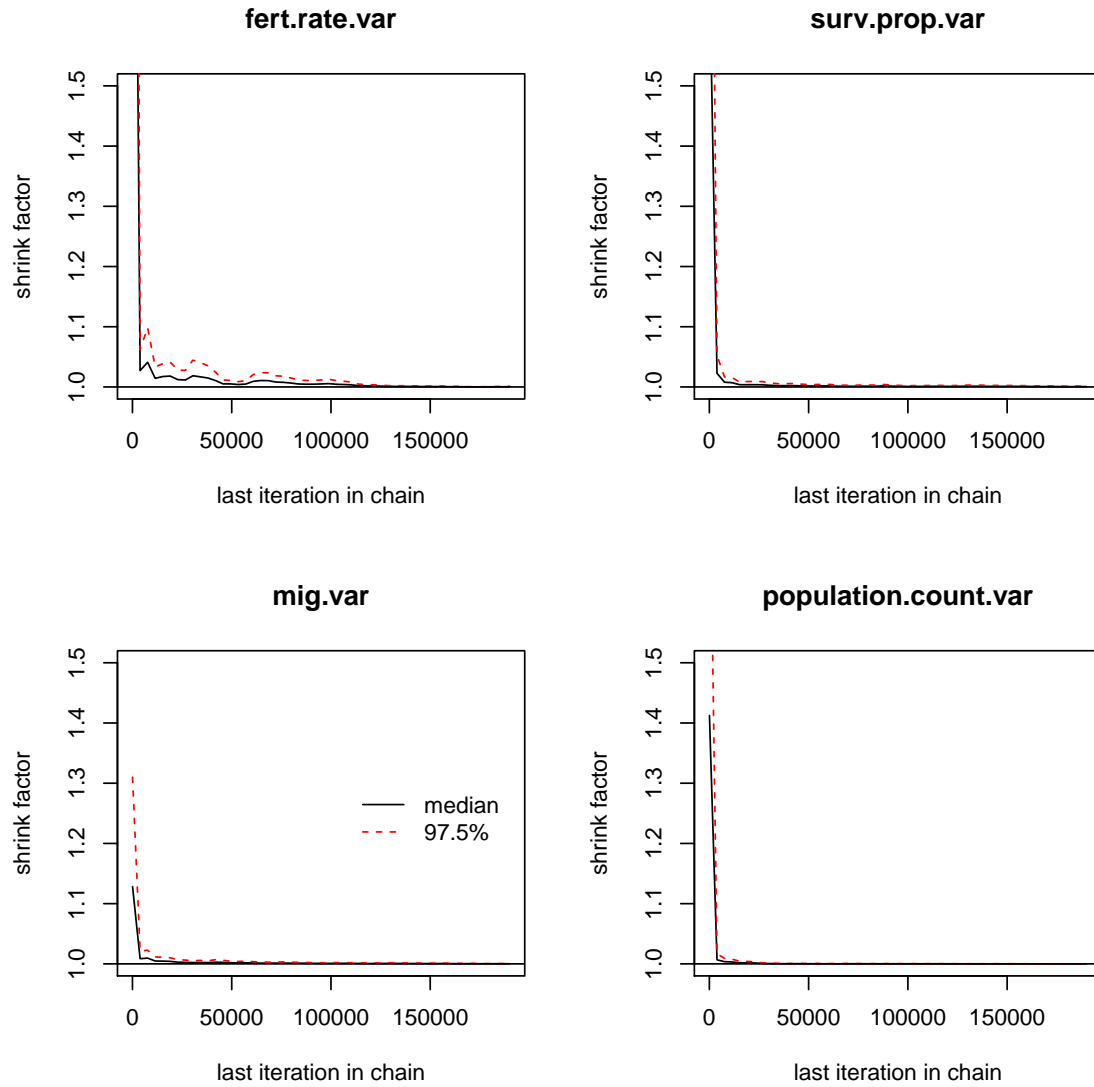 fert.rate.var
shrink factor
1.0 1.1 1.2 1.3 1.4 1.5
0 50000 100000 150000
last iteration in chain
surv.prop.var
shrink factor
1.0 1.1 1.2 1.3 1.4 1.5
0 50000 100000 150000
last iteration in chain
mig.var
shrink factor
1.0 1.1 1.2 1.3 1.4 1.5
median
97.5%
0 50000 100000 150000
last iteration in chain
population.count.var
shrink factor
1.0 1.1 1.2 1.3 1.4 1.5
0 50000 100000 150000
last iteration in chain